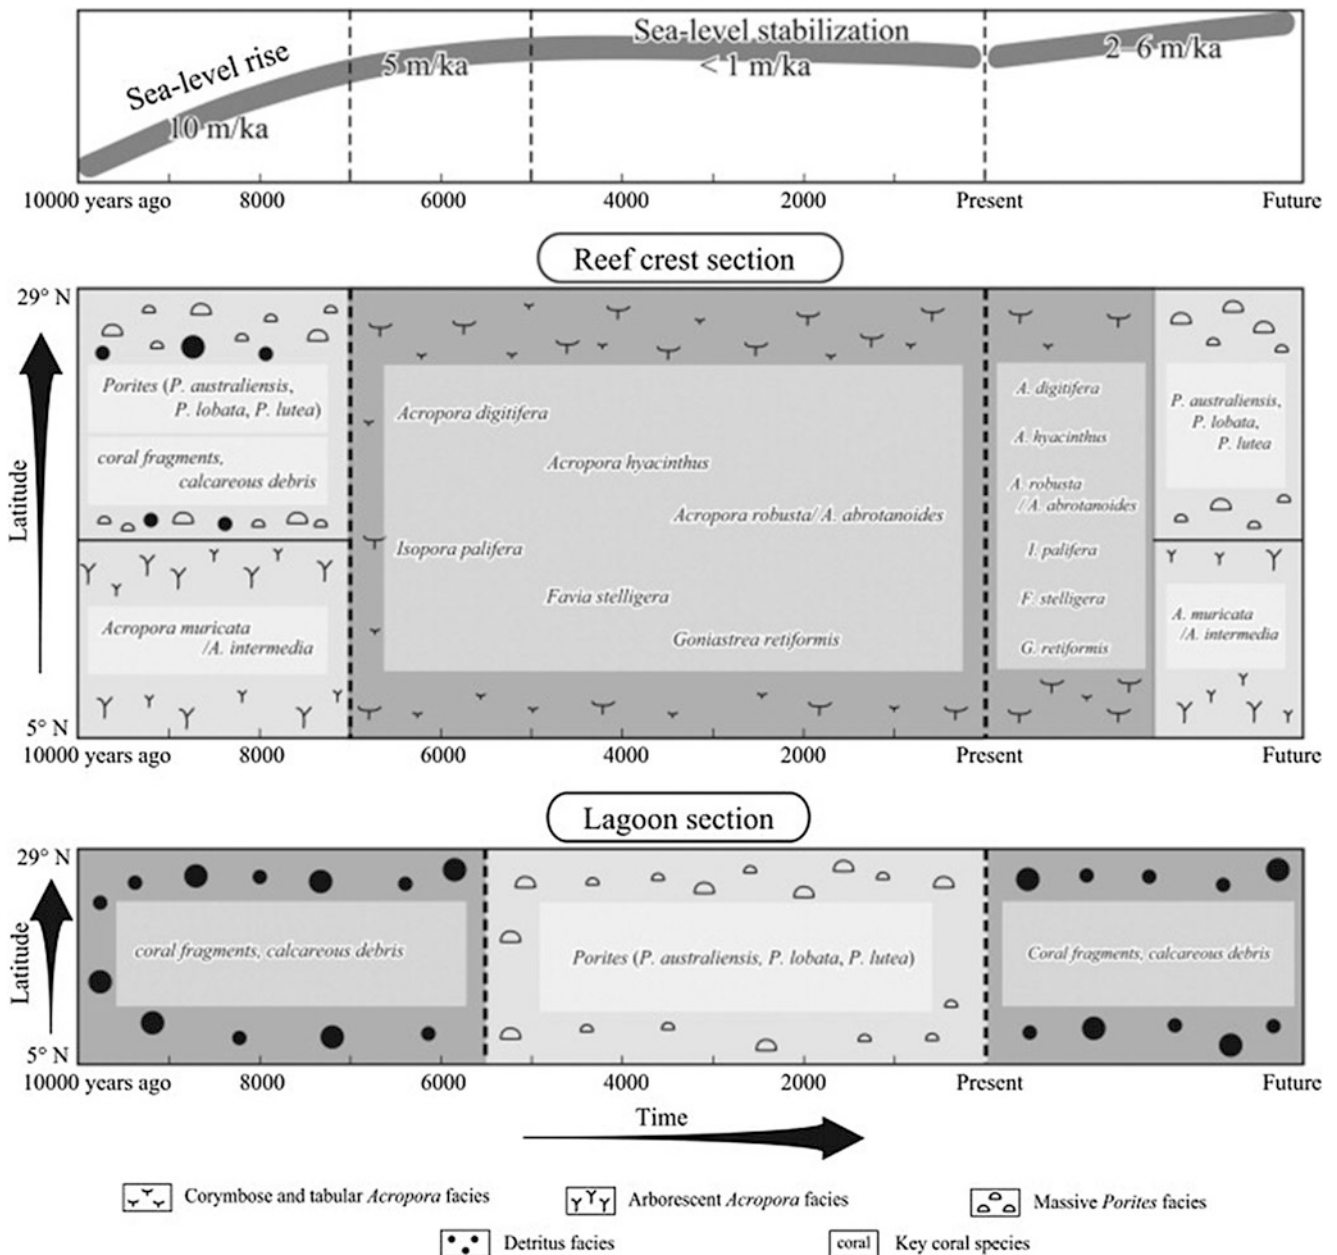 Sea-level rise
10 m/ka
5 m/ka
Sea-level stabilization
< 1 m/ka
2–6 m/ka
10000 years ago 8000 6000 4000 2000 Present Future
Reef crest section
29° N
Latitude
5° N
Porites (P. australiensis,
P. lobata, P. lutea)
coral fragments,
calcareous debris
Acropora muricata
/A. intermedia
Acropora digitifera
Acropora hyacinthus
Acropora robusta/ A. abrotanoides
Isopora palifera
Favia stelligera
Goniastrea retiformis
A. digitifera
A. hyacinthus
A. robusta
/ A. abrotanoides
I. palifera
F. stelligera
G. retiformis
P. australiensis,
P. lobata,
P. lutea
A. muricata
/A. intermedia
10000 years ago 8000 6000 4000 2000 Present Future
Lagoon section
29° N
Latitude
5° N
coral fragments, calcareous debris
Porites (P. australiensis, P. lobata, P. lutea)
Coral fragments, calcareous debris
10000 years ago 8000 6000 4000 2000 Present Future
Time
Corymbose and tabular Acropora facies
Arborescent Acropora facies
Massive Porites facies
Detritus facies
coral Key coral species